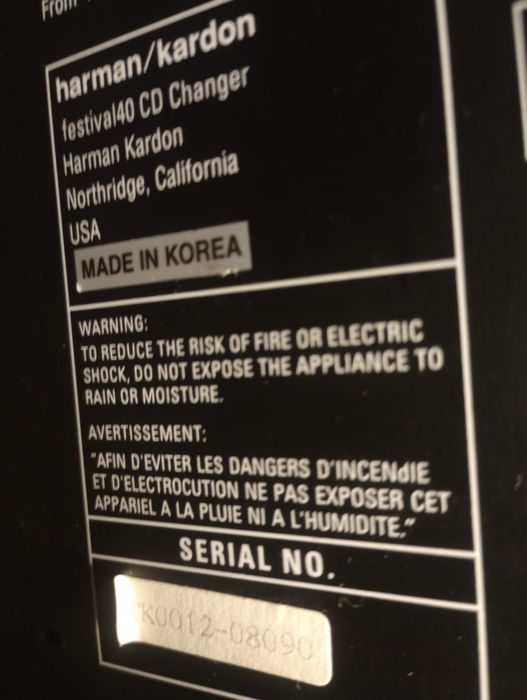 From
harman/kardon
festival40 CD Changer
Harman Kardon
Northridge, California
USA
MADE IN KOREA
WARNING:
TO REDUCE THE RISK OF FIRE OR ELECTRIC
SHOCK, DO NOT EXPOSE THE APPLIANCE TO
RAIN OR MOISTURE.
AVERTISSEMENT:
"AFIN D'EVITER LES DANGERS D'INCENdIE
ET D'ELECTROCUTION NE PAS EXPOSER CET
APPARIEL A LA PLUIE NI A L'HUMIDITE."
SERIAL NO.